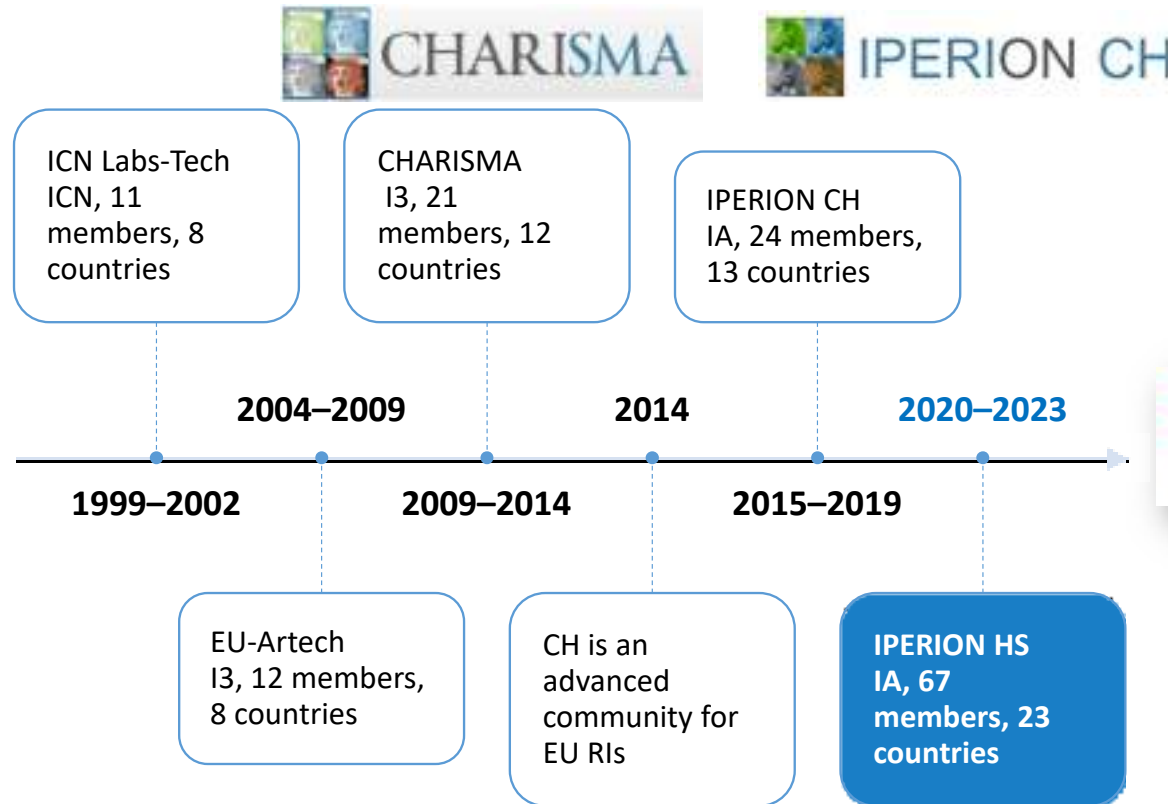 CHARISMA
IPERION CH
ICN Labs-Tech
ICN, 11
members, 8
countries
CHARISMA
I3, 21
members, 12
countries
IPERION CH
IA, 24 members,
13 countries
2004–2009
2014
2020–2023
1999–2002
2009–2014
2015–2019
EU-Artech
I3, 12 members,
8 countries
CH is an
advanced
community for
EU RIs
IPERION HS
IA, 67
members, 23
countries